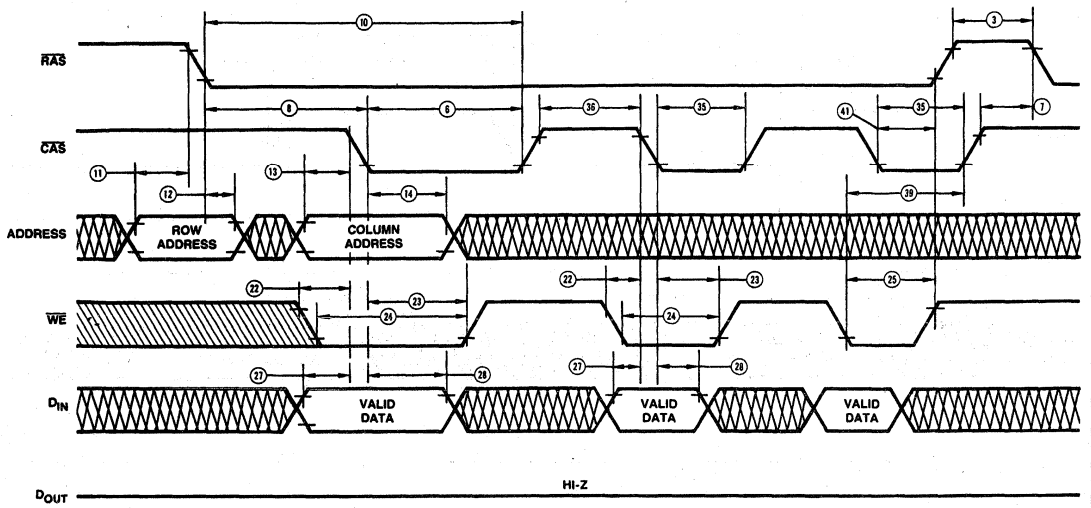 10
3
RAS
8
6
36
35
41
35
7
CAS
11
12
13
14
39
ADDRESS
ROW
ADDRESS
COLUMN
ADDRESS
22
23
22
23
25
WE
24
24
27
28
27
28
DIN
VALID
DATA
VALID
DATA
VALID
DATA
HI-Z
DOUT